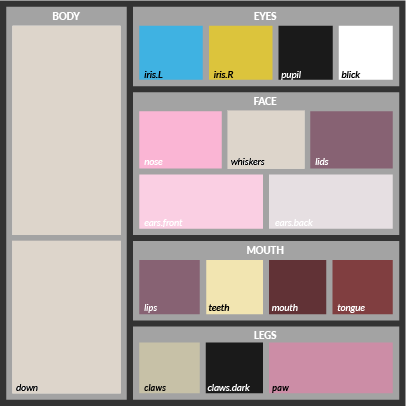 BODY
down
EYES
iris.L iris.R pupil blick
FACE
nose whiskers lids
ears.front ears.back
MOUTH
lips teeth mouth tongue
LEGS
claws claws.dark paw